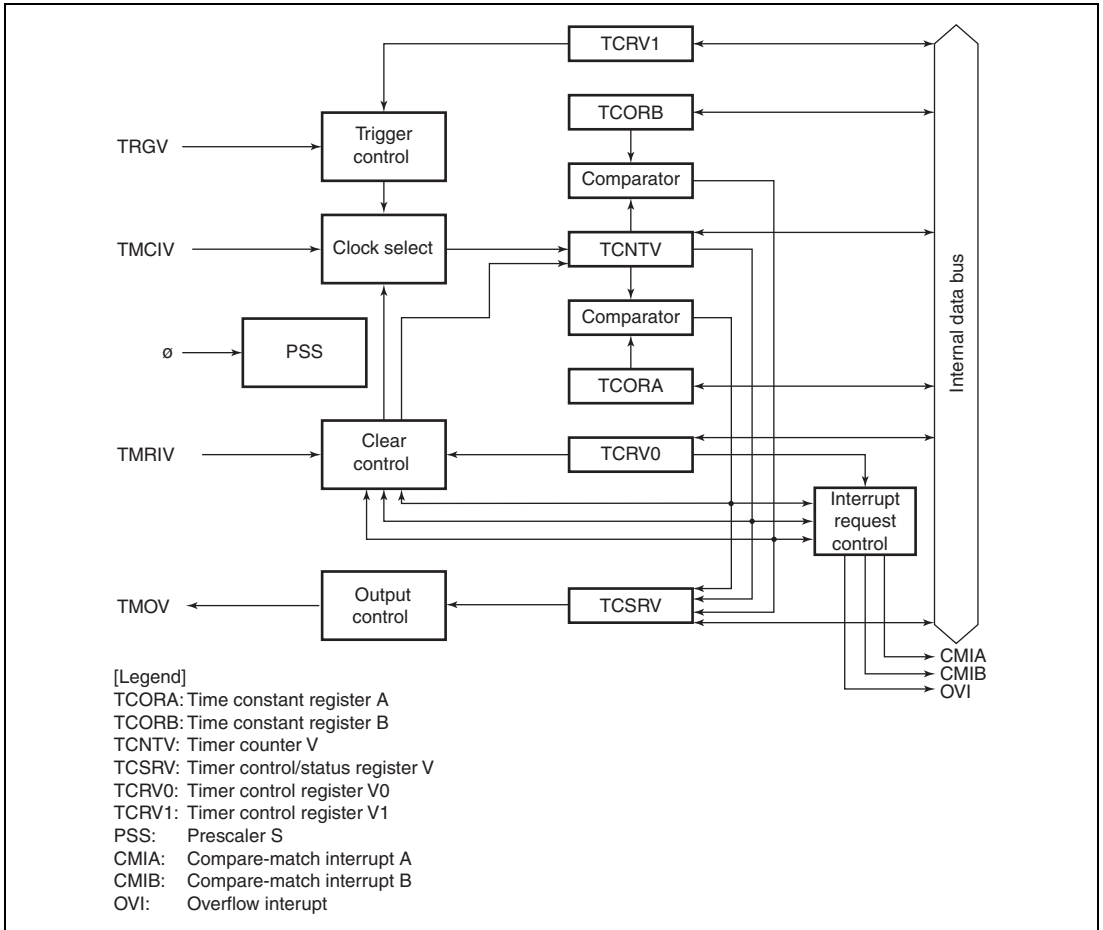 TCRV1
TCORB
Trigger
control
TRGV
Comparator
Clock select
TMCIV
TCNTV
Comparator
Internal data bus
ø
PSS
TCORA
Clear
control
TMRIV
TCRV0
Interrupt
request
control
Output
control
TMOV
TCSRV
CMIA
CMIB
OVI
[Legend]
TCORA: Time constant register A
TCORB: Time constant register B
TCNTV: Timer counter V
TCSRV: Timer control/status register V
TCRV0: Timer control register V0
TCRV1: Timer control register V1
PSS: Prescaler S
CMIA: Compare-match interrupt A
CMIB: Compare-match interrupt B
OVI: Overflow interupt